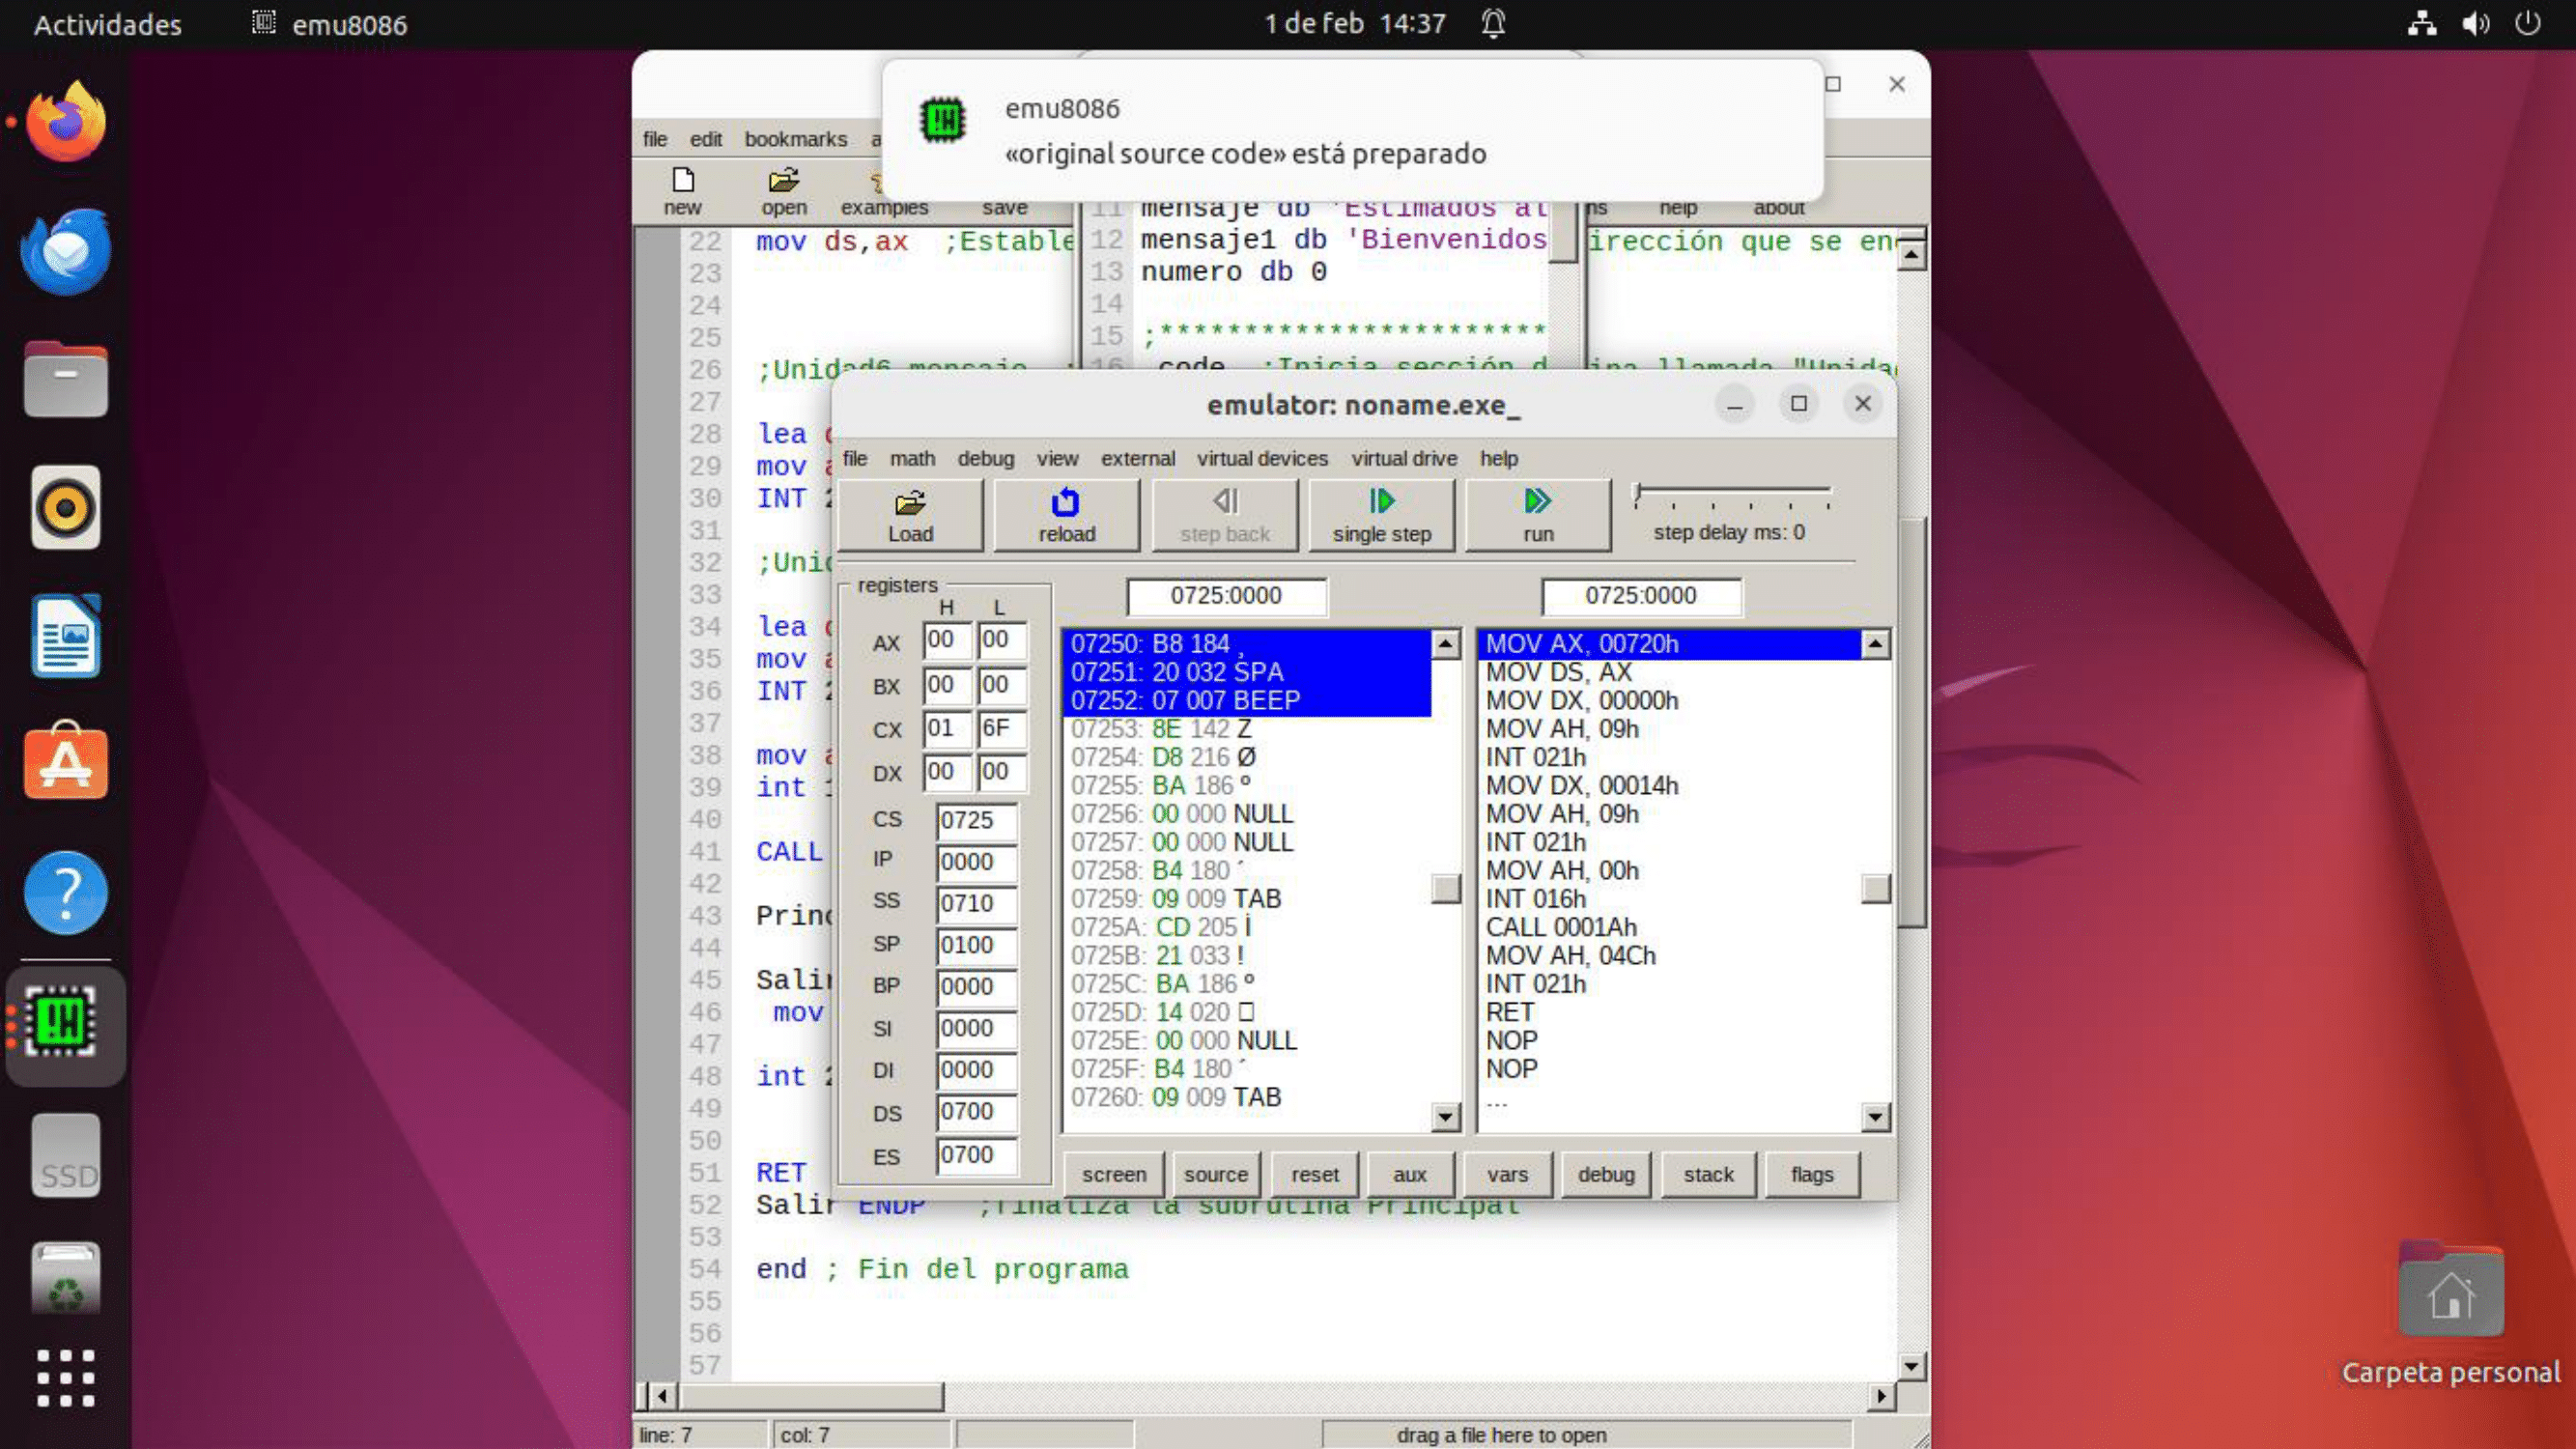 Actividades
emu8086
1 de feb 14:37
emu8086
«original source code» está preparado
file edit bookmarks
new open examples save help about
22 mov ds,ax ;Estable
23
24
25
26 ;Unidad6 mensaje
27
28 lea
29 mov
30 INT
31
32 ;Unid
33
34 lea
35 mov
36 INT
37
38 mov
39 int
40
41 CALL
42
43 Princ
44
45 Salir
46 mov
47
48 int
49
50
51 RET
52 Salir ENDP ;finaliza la subrutina Principal
53
54 end ; Fin del programa
55
56
57
11 mensaje db 'Estimados al
12 mensaje1 db 'Bienvenidos
13 numero db 0
14
15 ;************************
16 .code ;Inicia sección d
irección que se en
ina llamada "Unida
emulator: noname.exe_
file math debug view external virtual devices virtual drive help
Load reload step back single step run step delay ms: 0
registers
H L
AX 00 00
BX 00 00
CX 01 6F
DX 00 00
CS 0725
IP 0000
SS 0710
SP 0100
BP 0000
SI 0000
DI 0000
DS 0700
ES 0700
0725:0000
07250: B8 184 ¸
07251: 20 032 SPA
07252: 07 007 BEEP
07253: 8E 142 Z
07254: D8 216 Ø
07255: BA 186 º
07256: 00 000 NULL
07257: 00 000 NULL
07258: B4 180 ´
07259: 09 009 TAB
0725A: CD 205 Í
0725B: 21 033 !
0725C: BA 186 º
0725D: 14 020 □
0725E: 00 000 NULL
0725F: B4 180 ´
07260: 09 009 TAB
0725:0000
MOV AX, 00720h
MOV DS, AX
MOV DX, 00000h
MOV AH, 09h
INT 021h
MOV DX, 00014h
MOV AH, 09h
INT 021h
MOV AH, 00h
INT 016h
CALL 0001Ah
MOV AH, 04Ch
INT 021h
RET
NOP
NOP
...
screen source reset aux vars debug stack flags
line: 7 col: 7 drag a file here to open
SSD
Carpeta personal